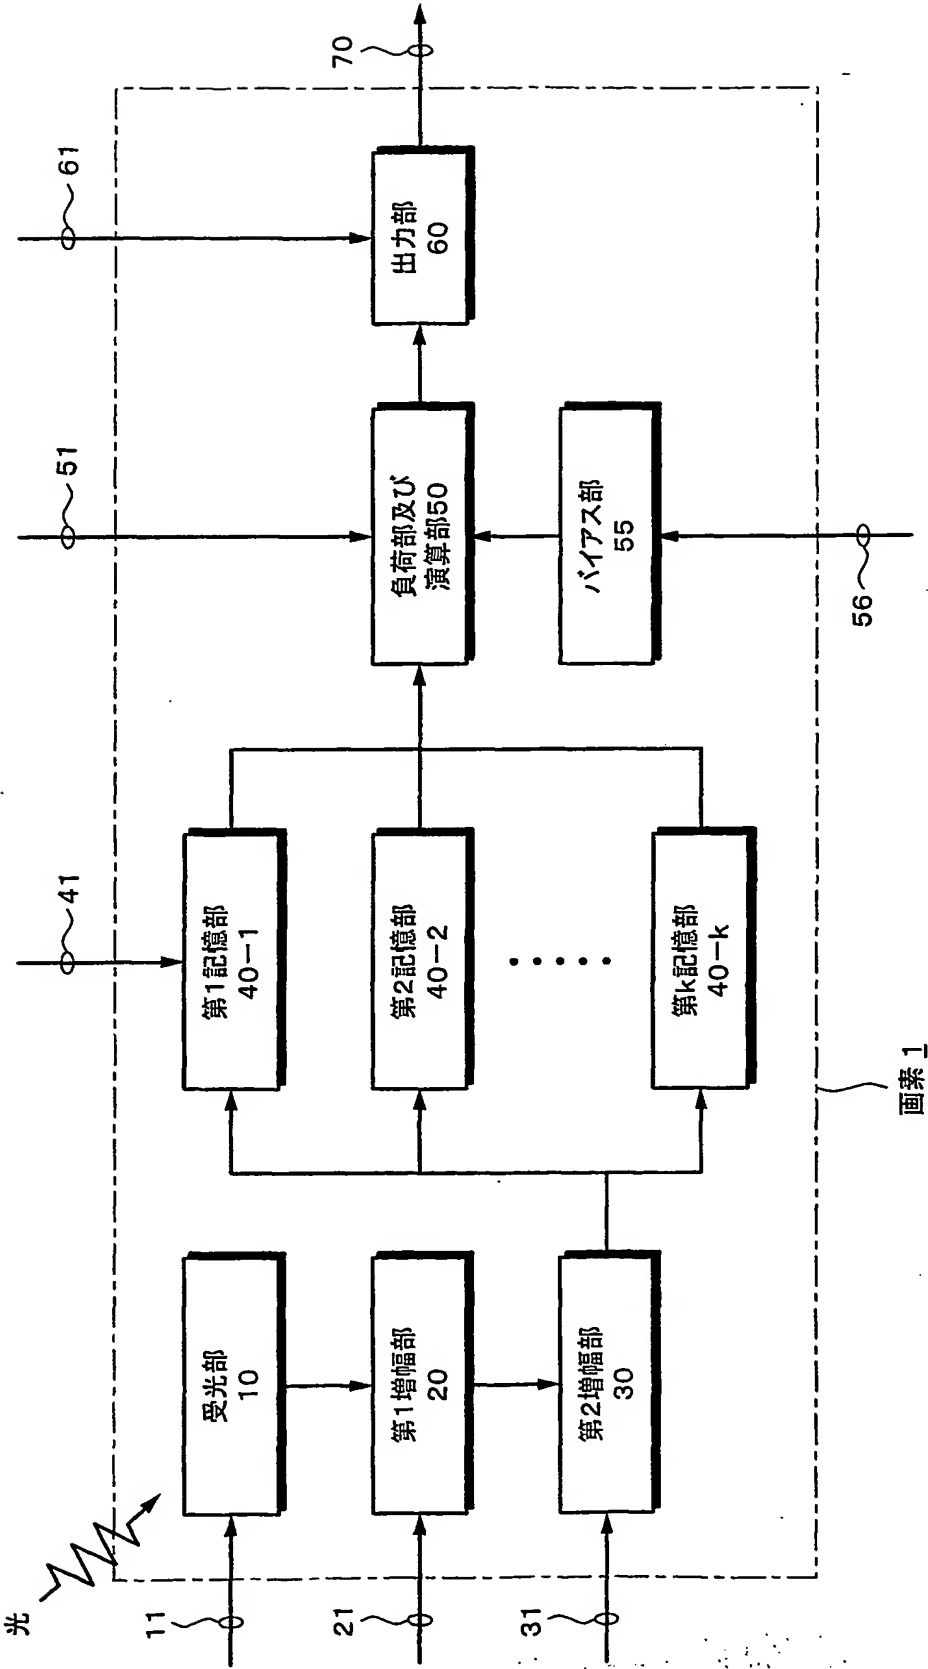 光
11
21
31
受光部
10
第1増幅部
20
第2増幅部
30
41
第1記憶部
40-1
第2記憶部
40-2
第k記憶部
40-k
51
負荷部及び
演算部50
バイアス部
55
56
61
出力部
60
70
画素 1